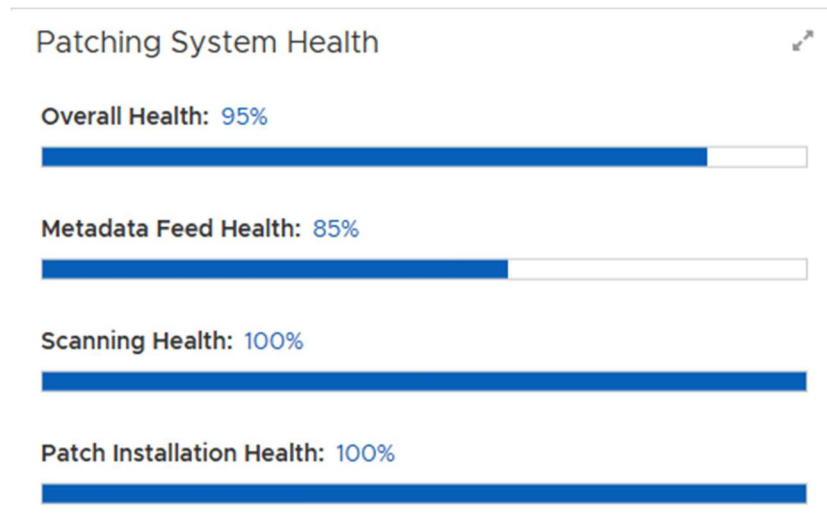 Patching System Health
Overall Health: 95%
Metadata Feed Health: 85%
Scanning Health: 100%
Patch Installation Health: 100%